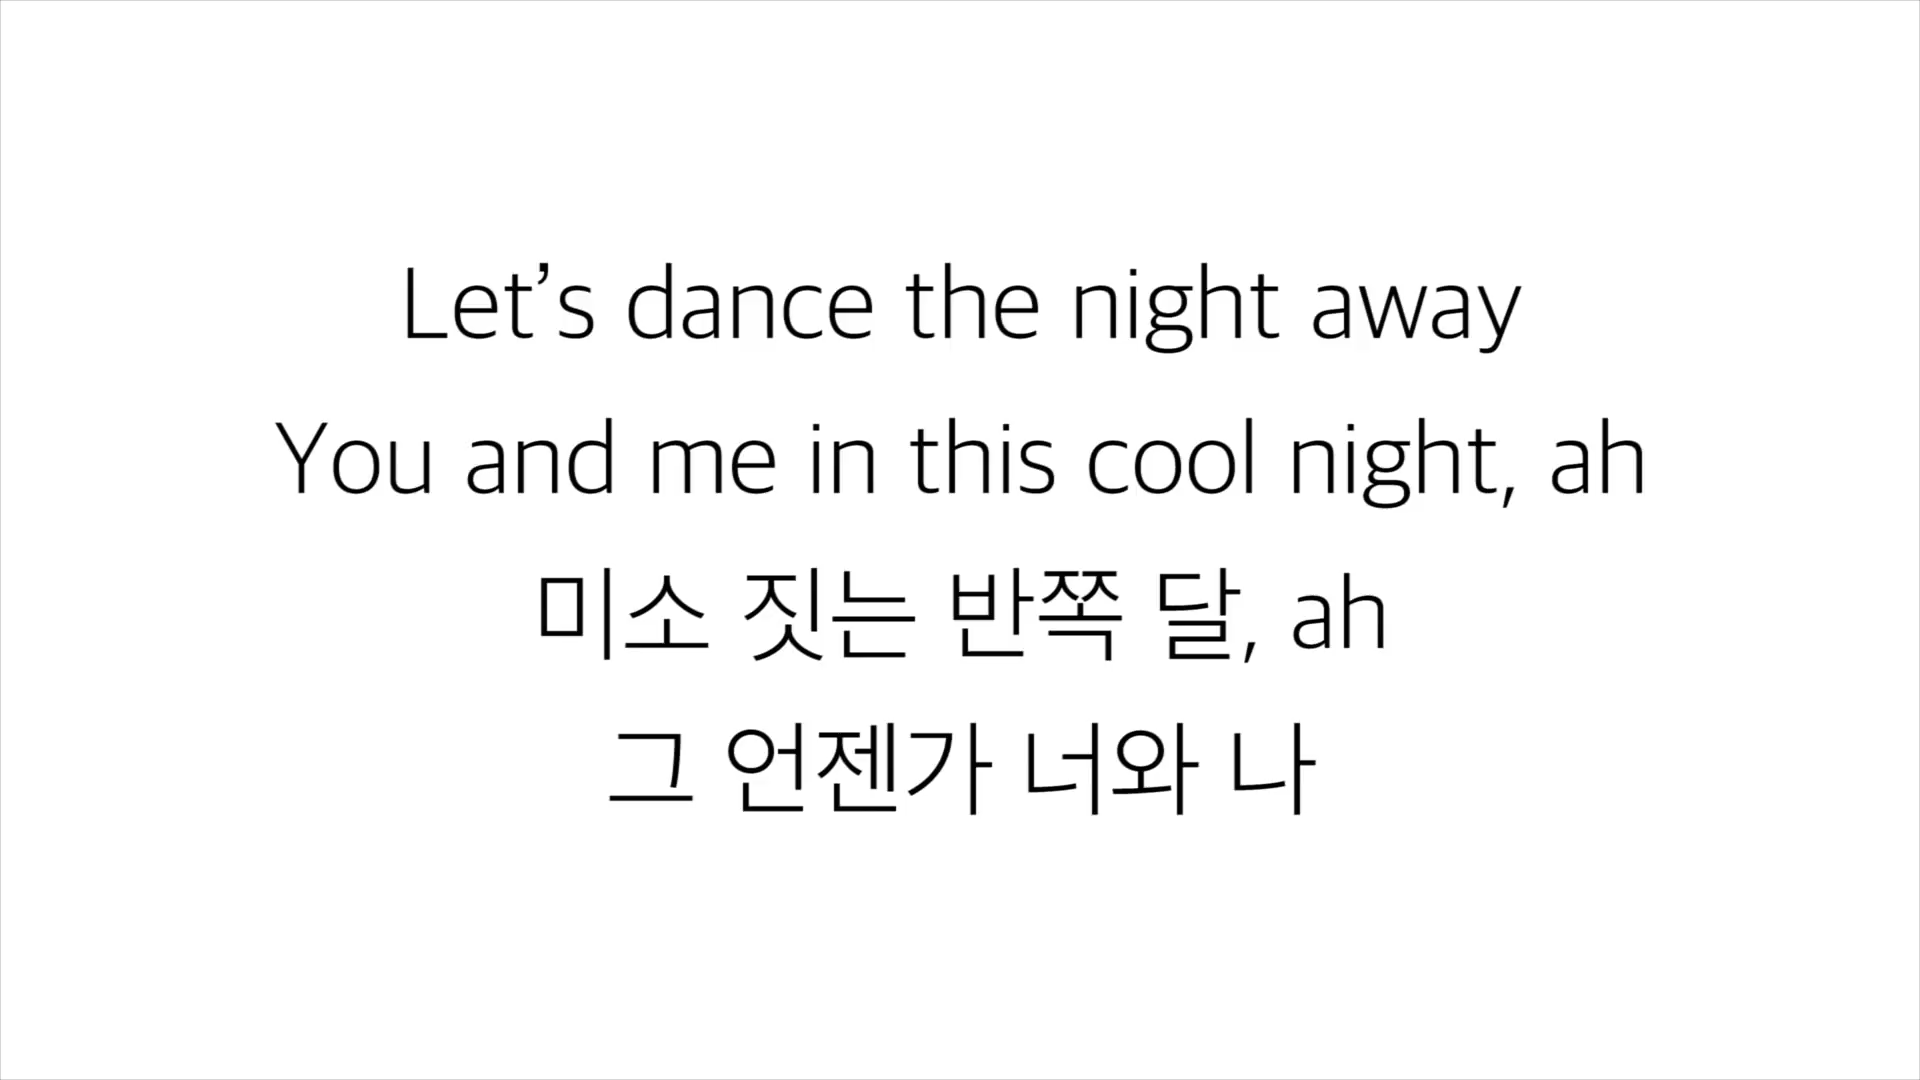 Let’s dance the night away
You and me in this cool night, ah
미소 짓는 반쪽 달, ah
그 언젠가 너와 나